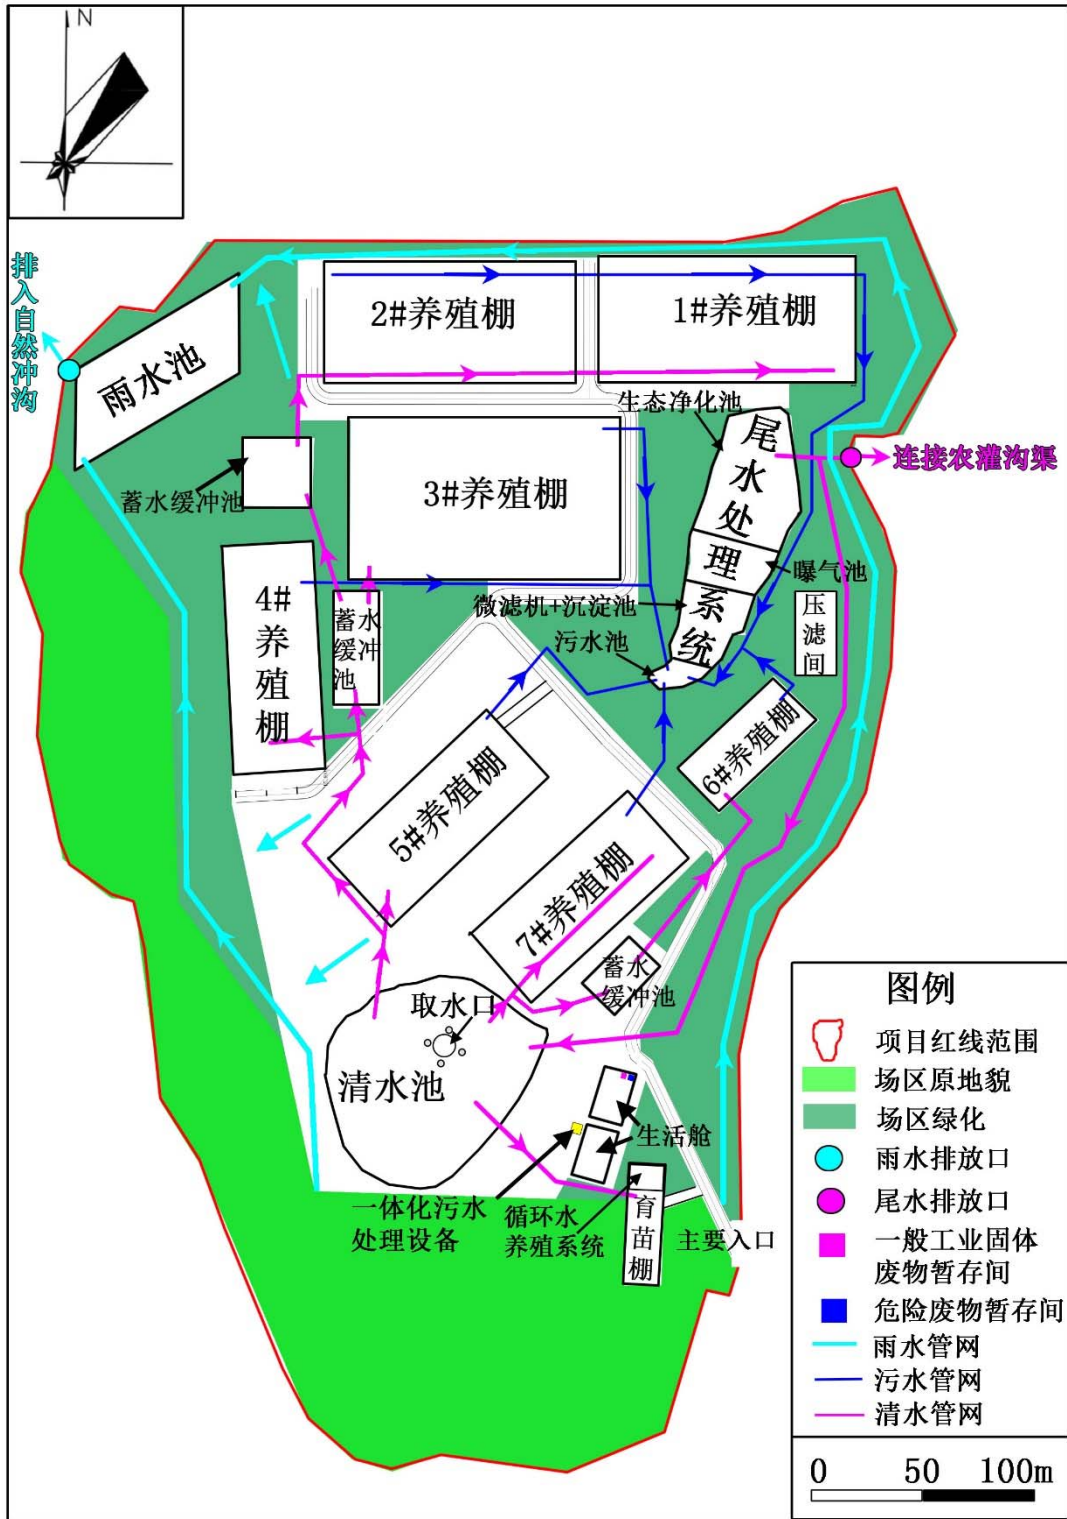 N
排入自然冲沟
雨水池
2#养殖棚
1#养殖棚
生态净化池
尾水处理系统
连接农灌沟渠
蓄水缓冲池
3#养殖棚
曝气池
微滤机+沉淀池
压滤间
污水池
4#养殖棚
蓄水
缓冲
池
5#养殖棚
6#养殖棚
7#养殖棚
蓄水
缓冲池
取水口
清水池
生活舱
一体化污水
处理设备
循环水
养殖系统
育苗棚
主要入口
图例
项目红线范围
场区原地貌
场区绿化
雨水排放口
尾水排放口
一般工业固体
废物暂存间
危险废物暂存间
雨水管网
污水管网
清水管网
0 50 100m